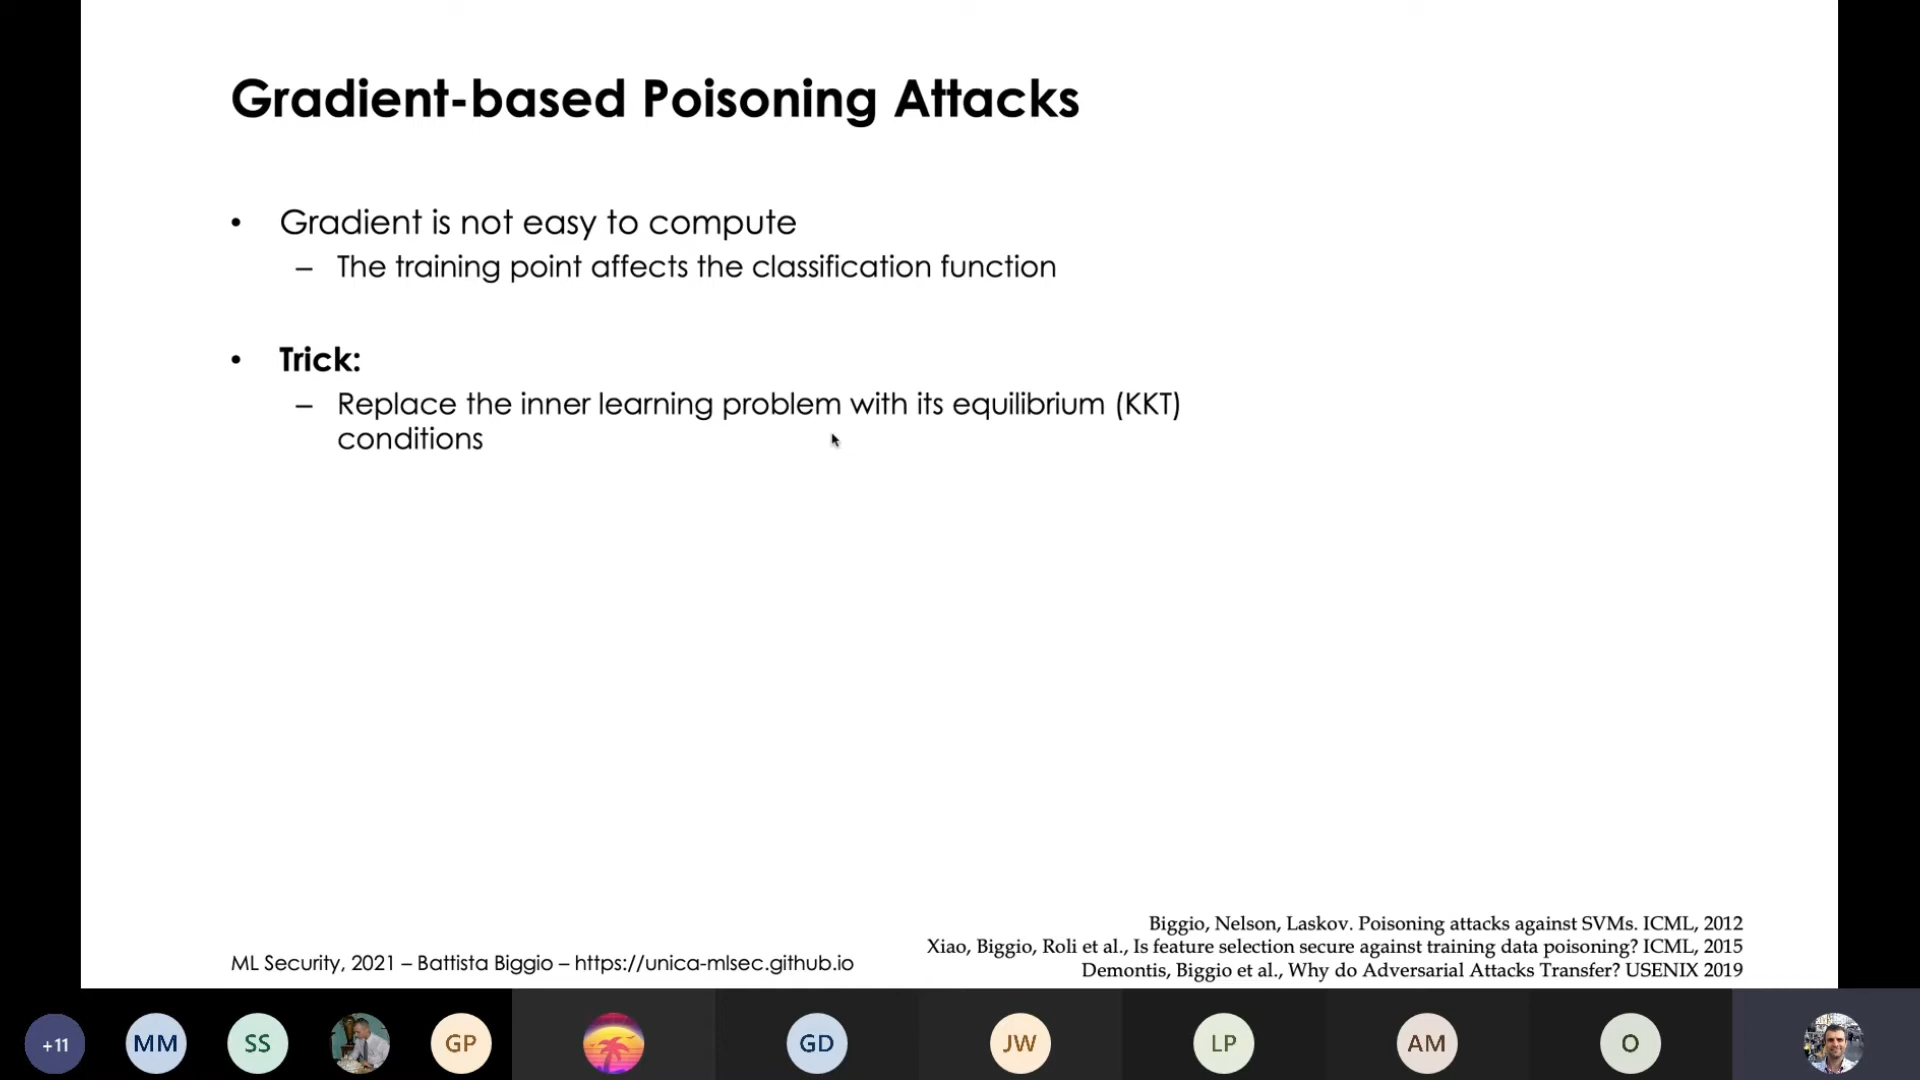 Gradient-based Poisoning Attacks
• Gradient is not easy to compute
– The training point affects the classification function
• Trick:
– Replace the inner learning problem with its equilibrium (KKT)
conditions
Biggio, Nelson, Laskov. Poisoning attacks against SVMs. ICML, 2012
Xiao, Biggio, Roli et al., Is feature selection secure against training data poisoning? ICML, 2015
Demontis, Biggio et al., Why do Adversarial Attacks Transfer? USENIX 2019
ML Security, 2021 – Battista Biggio – https://unica-mlsec.github.io
+11 MM SS GP GD JW LP AM O